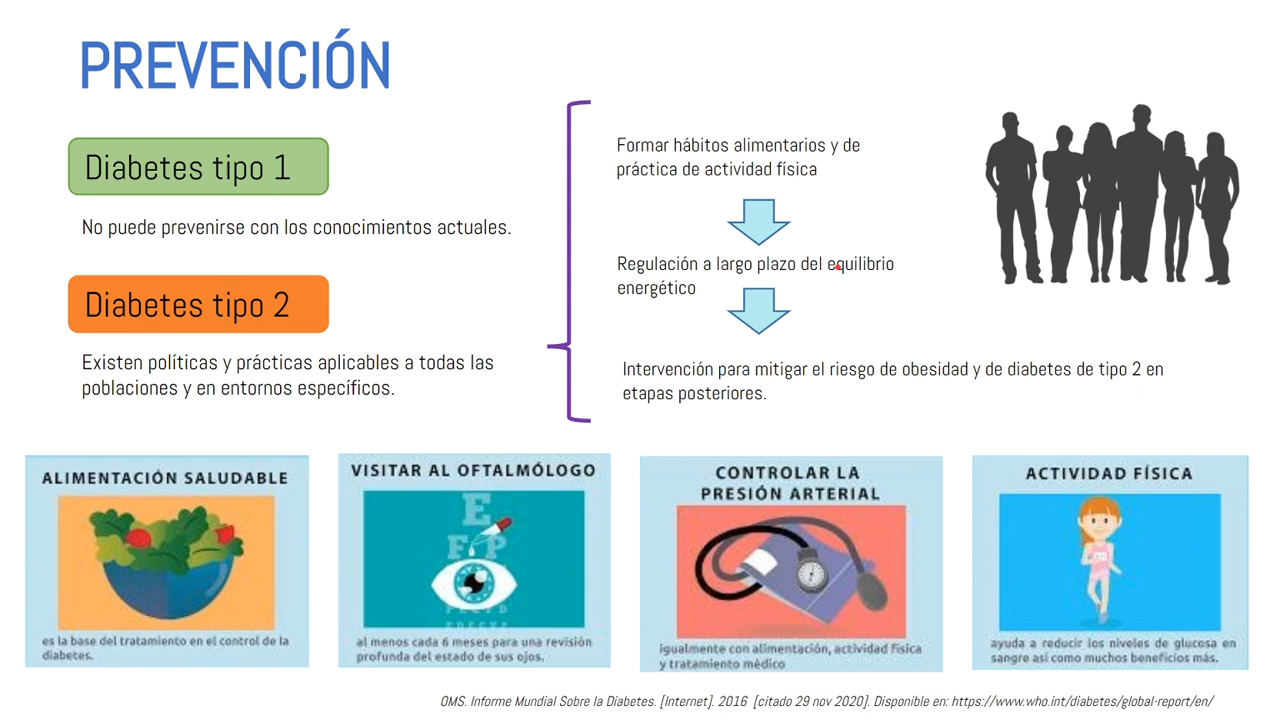 PREVENCIÓN
Diabetes tipo 1
No puede prevenirse con los conocimientos actuales.
Diabetes tipo 2
Existen políticas y prácticas aplicables a todas las
poblaciones y en entornos específicos.
Formar hábitos alimentarios y de
práctica de actividad física
Regulación a largo plazo del equilibrio
energético
Intervención para mitigar el riesgo de obesidad y de diabetes de tipo 2 en
etapas posteriores.
ALIMENTACIÓN SALUDABLE
es la base del tratamiento en el control de la
diabetes.
VISITAR AL OFTALMÓLOGO
E
F P
al menos cada 6 meses para una revisión
profunda del estado de sus ojos.
CONTROLAR LA
PRESIÓN ARTERIAL
igualmente con alimentación, actividad física
y tratamiento médico
ACTIVIDAD FÍSICA
ayuda a reducir los niveles de glucosa en
sangre así como muchos beneficios más.
OMS. Informe Mundial Sobre la Diabetes. [Internet]. 2016 [citado 29 nov 2020]. Disponible en: https://www.who.int/diabetes/global-report/en/